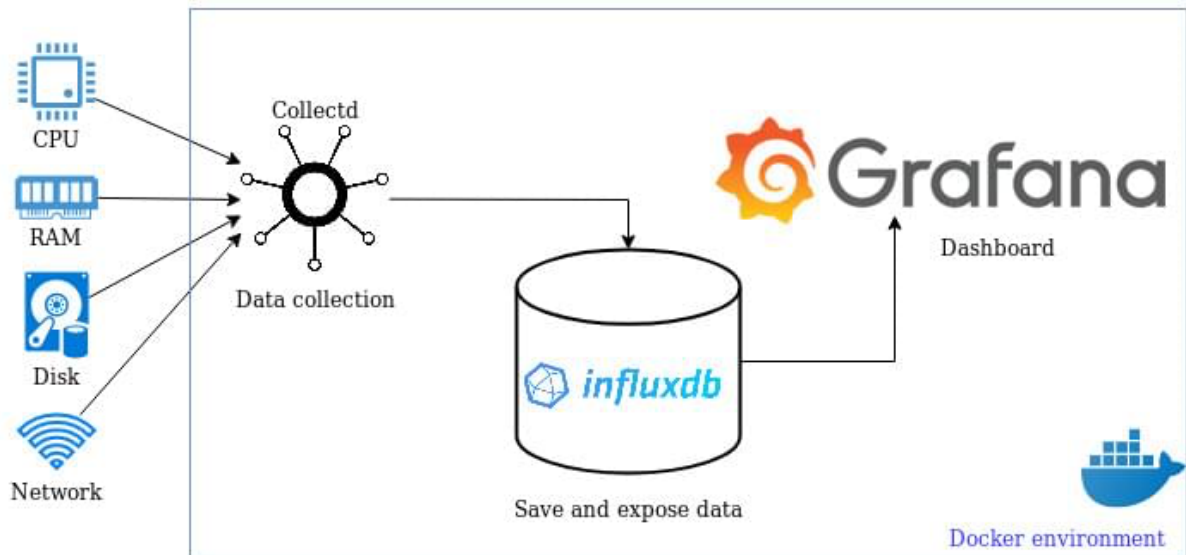 CPU
RAM
Disk
Network
Collectd
Data collection
influxdb
Save and expose data
Grafana
Dashboard
Docker environment